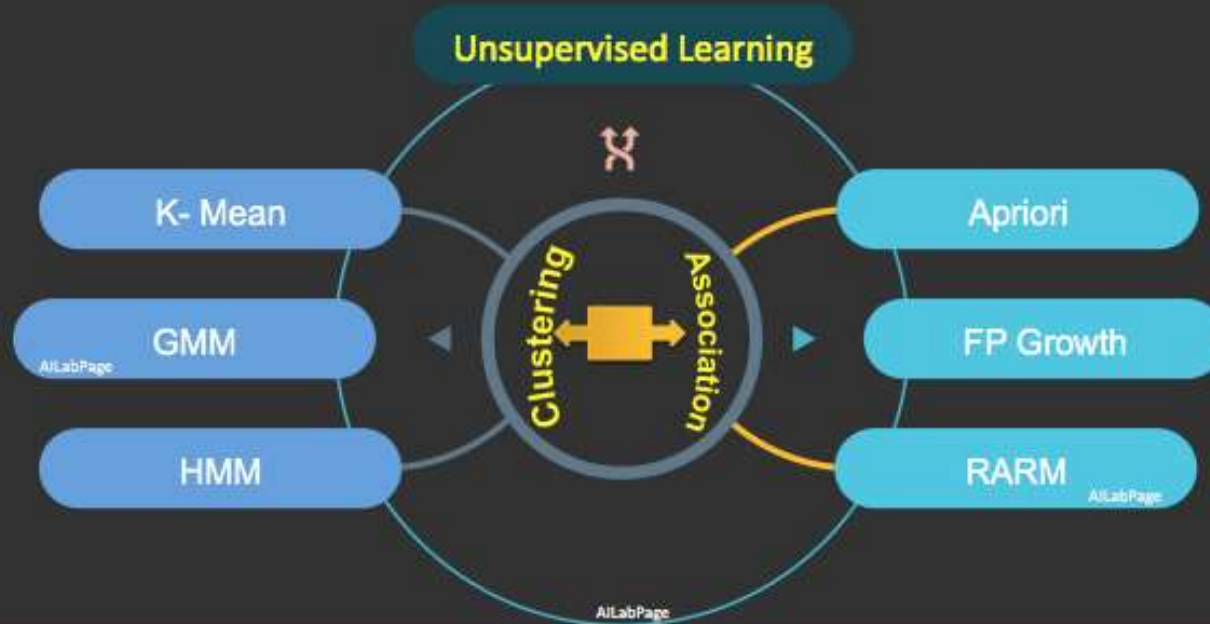 Unsupervised Learning
K- Mean
GMM
AILabPage
HMM
Clustering
Association
Apriori
FP Growth
RARM
AILabPage
AILabPage